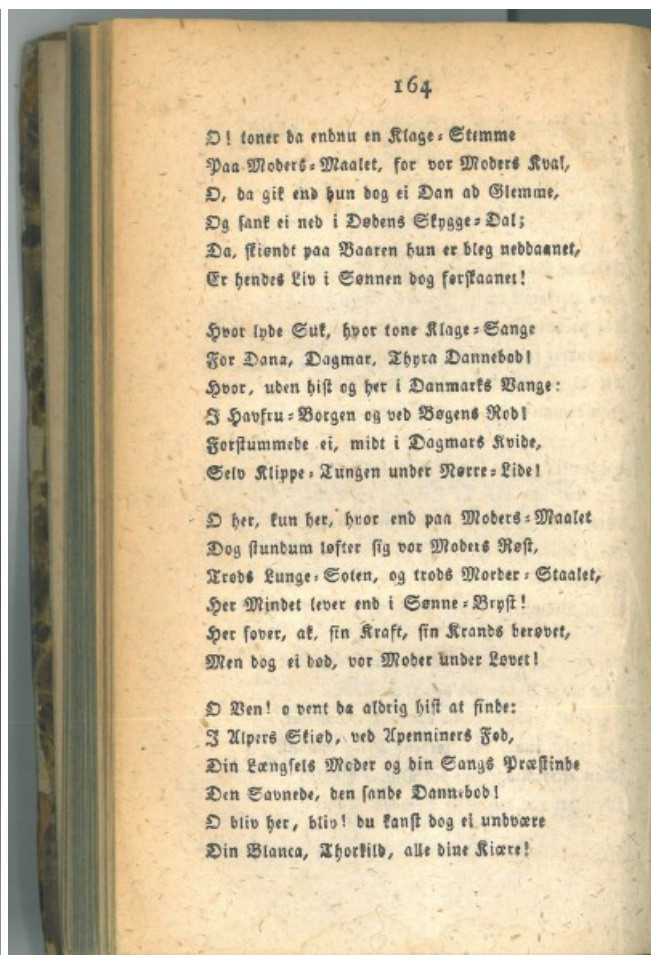 164
O! toner da endnu en Klage-Stemme
Paa Moders-Maalet, for vor Moders Kval,
O, da gik end hun dog ei Dan ad Glemme,
Og sank ei ned i Dødens Skygge-Dal;
Da, skiøndt paa Baaren hun er bleg neddaanet,
Er hendes Liv i Sønnen dog forskaanet!
Hvor lyde Suk, hvor tone Klage-Sange
For Dana, Dagmar, Thyra Dannebod!
Hvor, uden hist og her i Danmarks Vange:
I Havfru-Borgen og ved Bøgens Rod!
Forstummede ei, midt i Dagmars Kvide,
Selv Klippe-Tungen under Nørre-Lide!
O her, kun her, hvor end paa Moders-Maalet
Dog stundum løfter sig vor Moders Røst,
Trods Lunge-Soten, og trods Morder-Staalet,
Her Mindet lever end i Sønne-Bryst!
Her sover, ak, sin Kraft, sin Krands berøvet,
Men dog ei død, vor Moder under Løvet!
O Ven! o vent da aldrig hist at finde:
I Alpers Skiød, ved Apenniners Fod,
Din Længsels Moder og din Sangs Præstinde
Den Savnede, den sande Dannebod!
O bliv her, bliv! du kanst dog ei undvære
Din Blanca, Thorkild, alle dine Kiære!